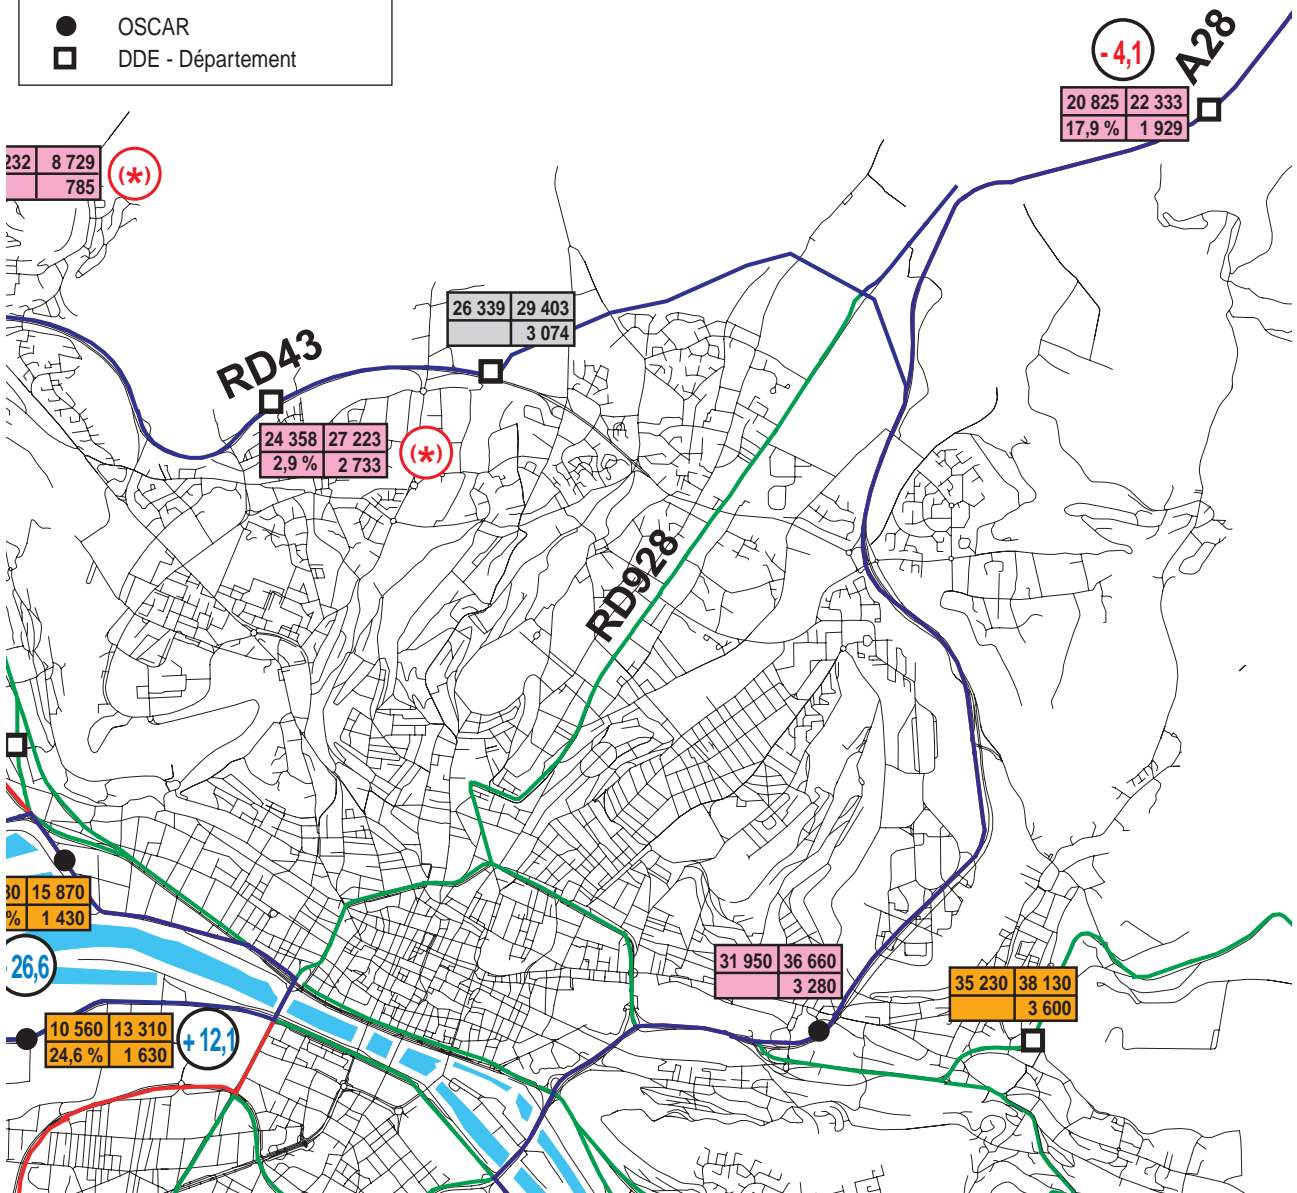 OSCAR
DDE - Département
- 4,1
A28
20 825 22 333
17,9 % 1 929
232 8 729
785
(*)
26 339 29 403
3 074
RD43
24 358 27 223
2,9 % 2 733
(*)
RD928
30 15 870
% 1 430
- 26,6
31 950 36 660
3 280
35 230 38 130
3 600
10 560 13 310
24,6 % 1 630
+ 12,1